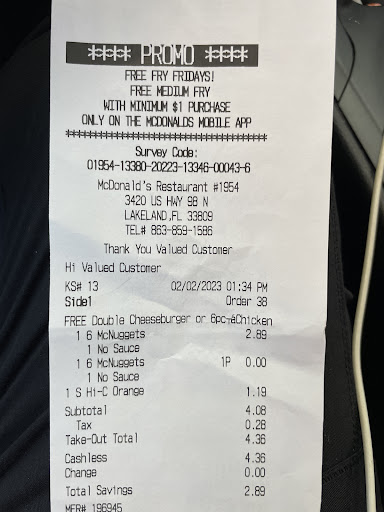 **** PROMO ****
FREE FRY FRIDAYS!
FREE MEDIUM FRY
WITH MINIMUM $1 PURCHASE
ONLY ON THE MCDONALDS MOBILE APP
******************************
Survey Code:
01954-13380-20223-13346-00043-6
McDonald's Restaurant #1954
3420 US HWY 98 N
LAKELAND,FL 33809
TEL# 863-859-1586
Thank You Valued Customer
Hi Valued Customer
KS# 13 02/02/2023 01:34 PM
Side1 Order 38
FREE Double Cheeseburger or 6pc-âChicken
1 6 McNuggets 2.89
1 No Sauce
1 6 McNuggets 1P 0.00
1 No Sauce
1 S Hi-C Orange 1.19
Subtotal 4.08
Tax 0.28
Take-Out Total 4.36
Cashless 4.36
Change 0.00
Total Savings 2.89
MER# 196945